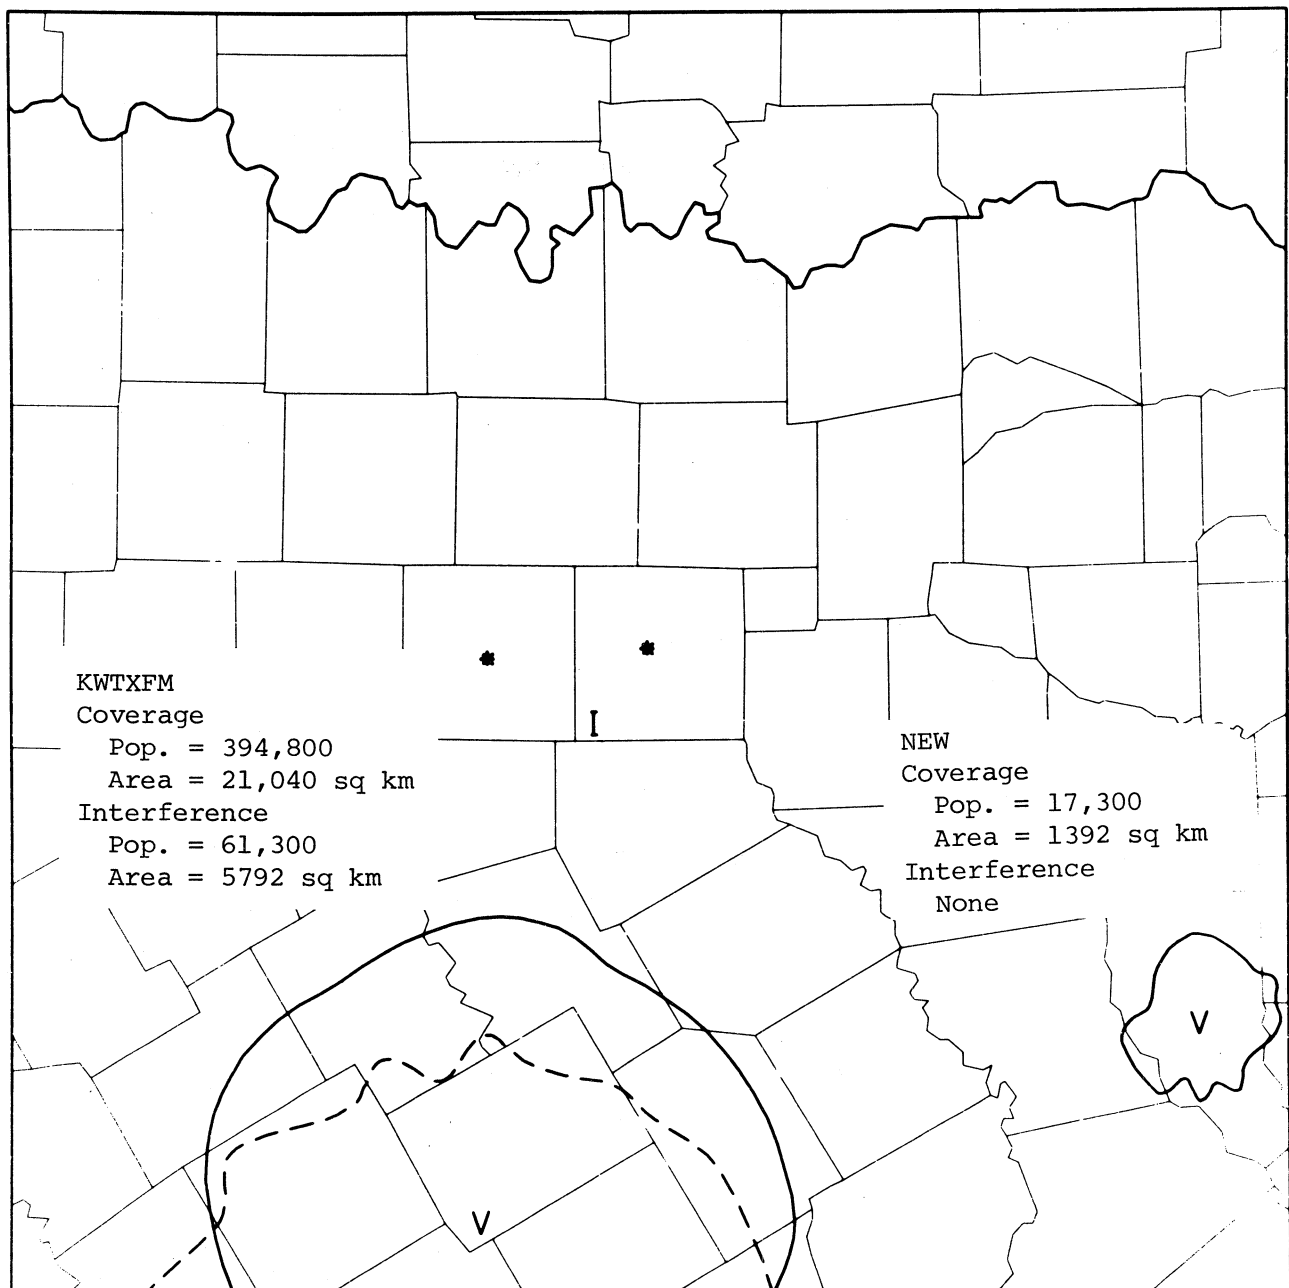 KWTXFM
Coverage
Pop. = 394,800
Area = 21,040 sq km
Interference
Pop. = 61,300
Area = 5792 sq km
I
NEW
Coverage
Pop. = 17,300
Area = 1392 sq km
Interference
None
V
V